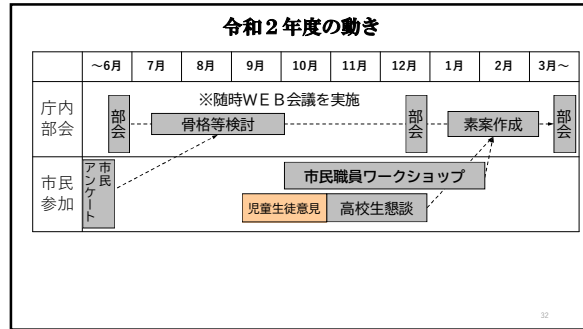 令和２年度の動き
～6月 7月 8月 9月 10月 11月 12月 1月 2月 3月～
庁内部会
※随時ＷＥＢ会議を実施
部会
骨格等検討
部会
素案作成
部会
市民参加
市民アンケート
市民職員ワークショップ
児童生徒意見
高校生懇談
32